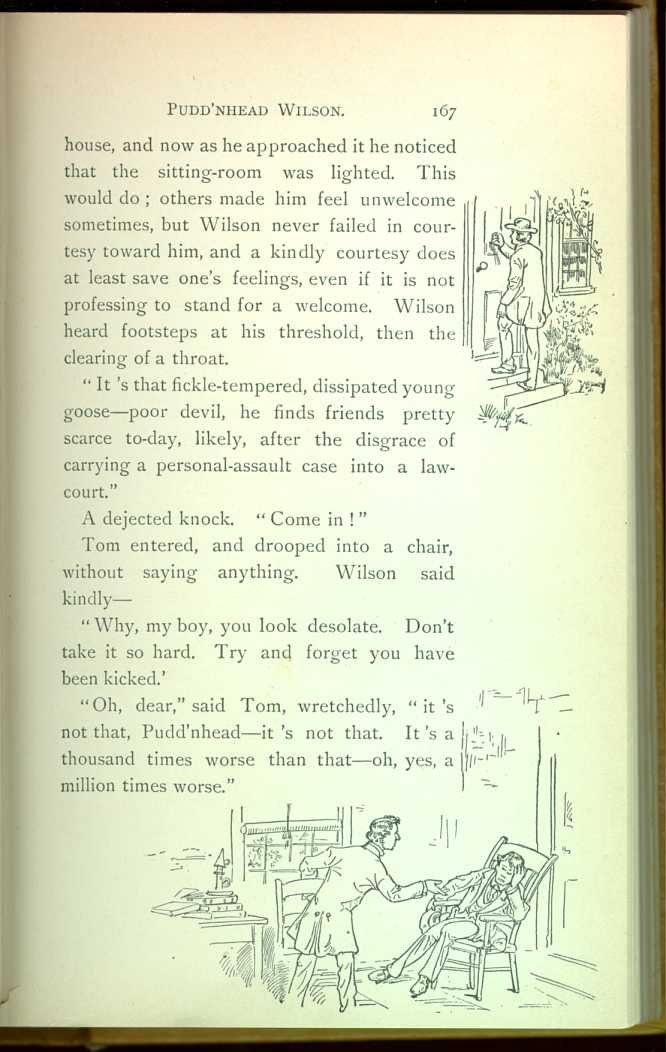 PUDD'NHEAD WILSON. 167
house, and now as he approached it he noticed
that the sitting-room was lighted. This
would do ; others made him feel unwelcome
sometimes, but Wilson never failed in cour-
tesy toward him, and a kindly courtesy does
at least save one's feelings, even if it is not
professing to stand for a welcome. Wilson
heard footsteps at his threshold, then the
clearing of a throat.
“ It 's that fickle-tempered, dissipated young
goose—poor devil, he finds friends pretty
scarce to-day, likely, after the disgrace of
carrying a personal-assault case into a law-
court.”
A dejected knock. “ Come in ! ”
Tom entered, and drooped into a chair,
without saying anything. Wilson said
kindly—
“ Why, my boy, you look desolate. Don't
take it so hard. Try and forget you have
been kicked.'
“Oh, dear,” said Tom, wretchedly, “ it 's
not that, Pudd'nhead—it 's not that. It 's a
thousand times worse than that—oh, yes, a
million times worse.”